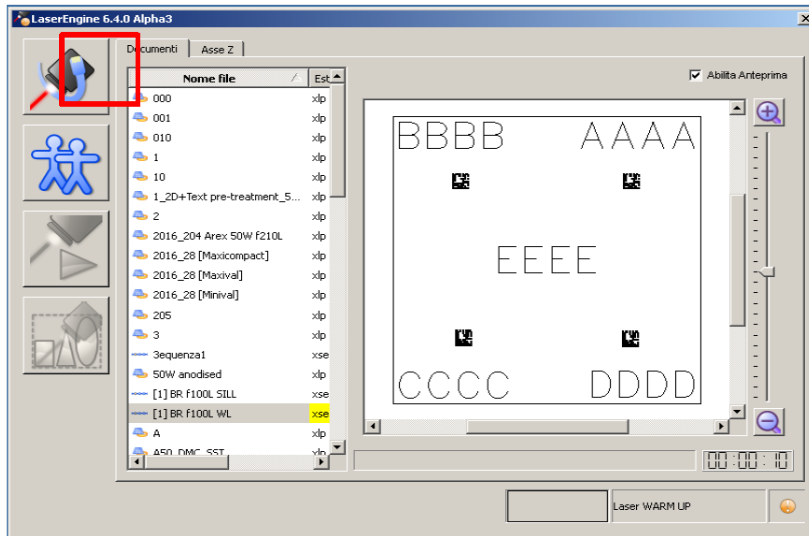 LaserEngine 6.4.0 Alpha3
Documenti
Asse Z
Nome file
Est
Abilita Anteprima
000 xlp
001 xlp
010 xlp
1 xlp
10 xlp
1_2D+Text pre-treatment_5... xlp
2 xlp
2016_204 Arex 50W f210L xlp
2016_28 [Maxicompact] xlp
2016_28 [Maxival] xlp
2016_28 [Minival] xlp
205 xlp
3 xlp
3equenza1 xse
50W anodised xlp
[1] BR f100L SILL xse
[1] BR f100L WL xse
A xlp
A50_DMC_SST xlp
BBBB AAAA
EEEE
CCCC DDDD
00:00:10
Laser WARM UP